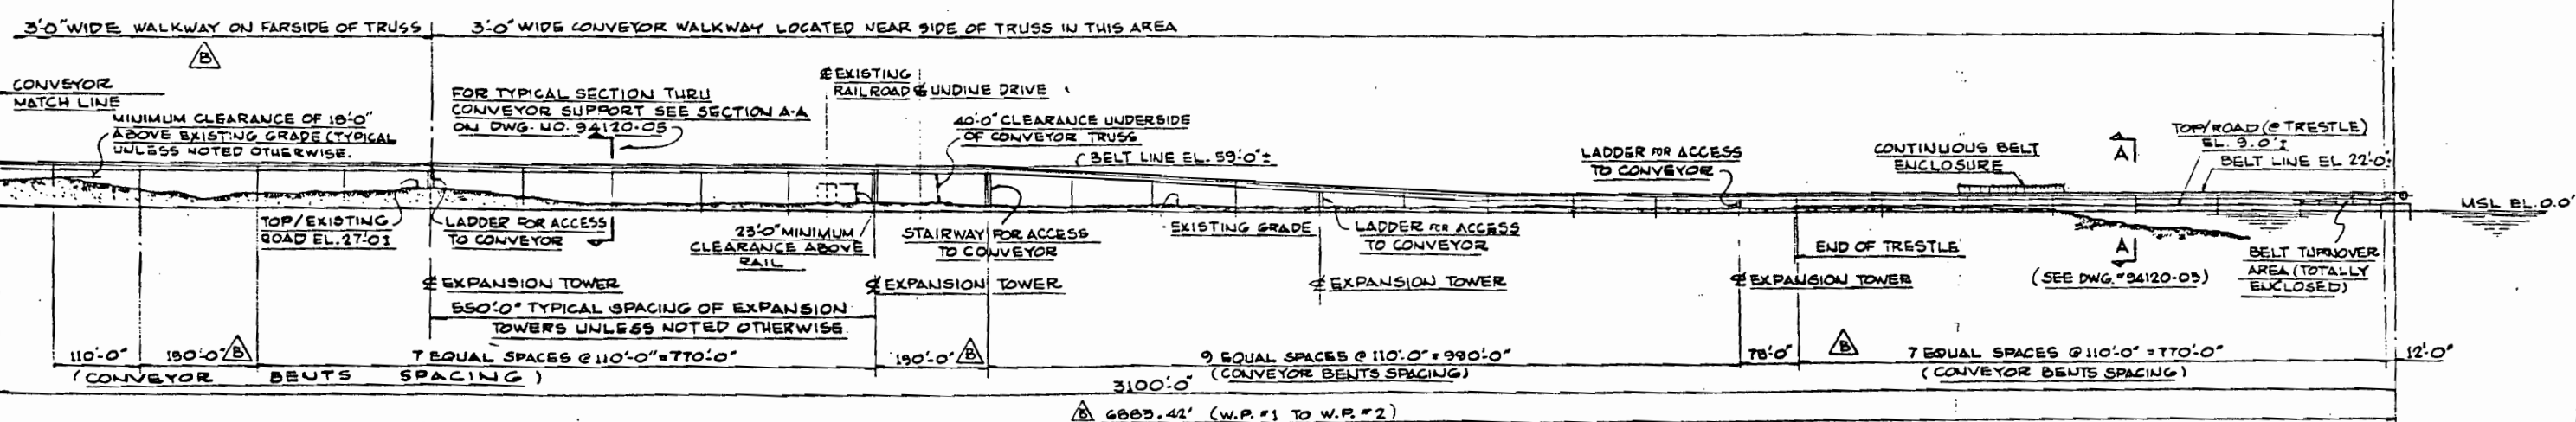 3'-0" WIDE WALKWAY ON FARSIDE OF TRUSS
3'-0" WIDE CONVEYOR WALKWAY LOCATED NEAR SIDE OF TRUSS IN THIS AREA
B
CONVEYOR
MATCH LINE
MINIMUM CLEARANCE OF 18'-0"
ABOVE EXISTING GRADE (TYPICAL
UNLESS NOTED OTHERWISE.
FOR TYPICAL SECTION THRU
CONVEYOR SUPPORT SEE SECTION A-A
ON DWG. NO. 94120-05
℄ EXISTING
RAILROAD
℄ UNDINE DRIVE
40'-0" CLEARANCE UNDERSIDE
OF CONVEYOR TRUSS
BELT LINE EL. 59'-0"±
LADDER FOR ACCESS
TO CONVEYOR
CONTINUOUS BELT
ENCLOSURE
A
TOP/ROAD (@ TRESTLE)
EL. 9.0'±
BELT LINE EL 22'-0"±
MSL EL. 0.0'
TOP/EXISTING
ROAD EL. 27'-0±
LADDER FOR ACCESS
TO CONVEYOR
23'-0" MINIMUM
CLEARANCE ABOVE
RAIL
STAIRWAY FOR ACCESS
TO CONVEYOR
EXISTING GRADE
LADDER FOR ACCESS
TO CONVEYOR
END OF TRESTLE
A
(SEE DWG. #94120-05)
BELT TURNOVER
AREA (TOTALLY
ENCLOSED)
℄ EXPANSION TOWER
℄ EXPANSION TOWER
℄ EXPANSION TOWER
℄ EXPANSION TOWER
550'-0" TYPICAL SPACING OF EXPANSION
TOWERS UNLESS NOTED OTHERWISE.
110'-0"
B
7 EQUAL SPACES @ 110'-0" = 770'-0"
B
9 EQUAL SPACES @ 110'-0" = 990'-0"
78'-0"
B
7 EQUAL SPACES @ 110'-0" = 770'-0"
12'-0"
(CONVEYOR BENTS SPACING)
(CONVEYOR BENTS SPACING)
(CONVEYOR BENTS SPACING)
3100'-0"
B 6883.42' (W.P. #1 TO W.P. #2)